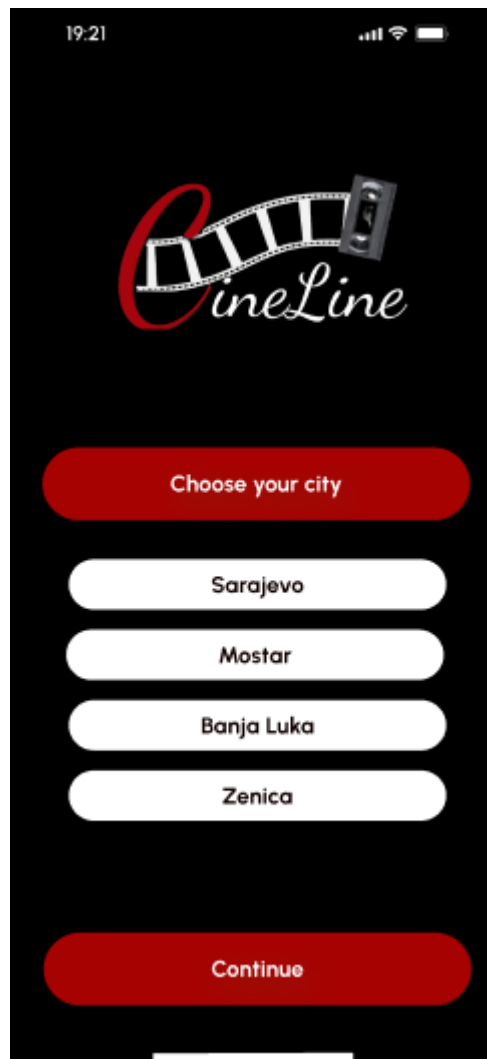 19:21
CineLine
Choose your city
Sarajevo
Mostar
Banja Luka
Zenica
Continue